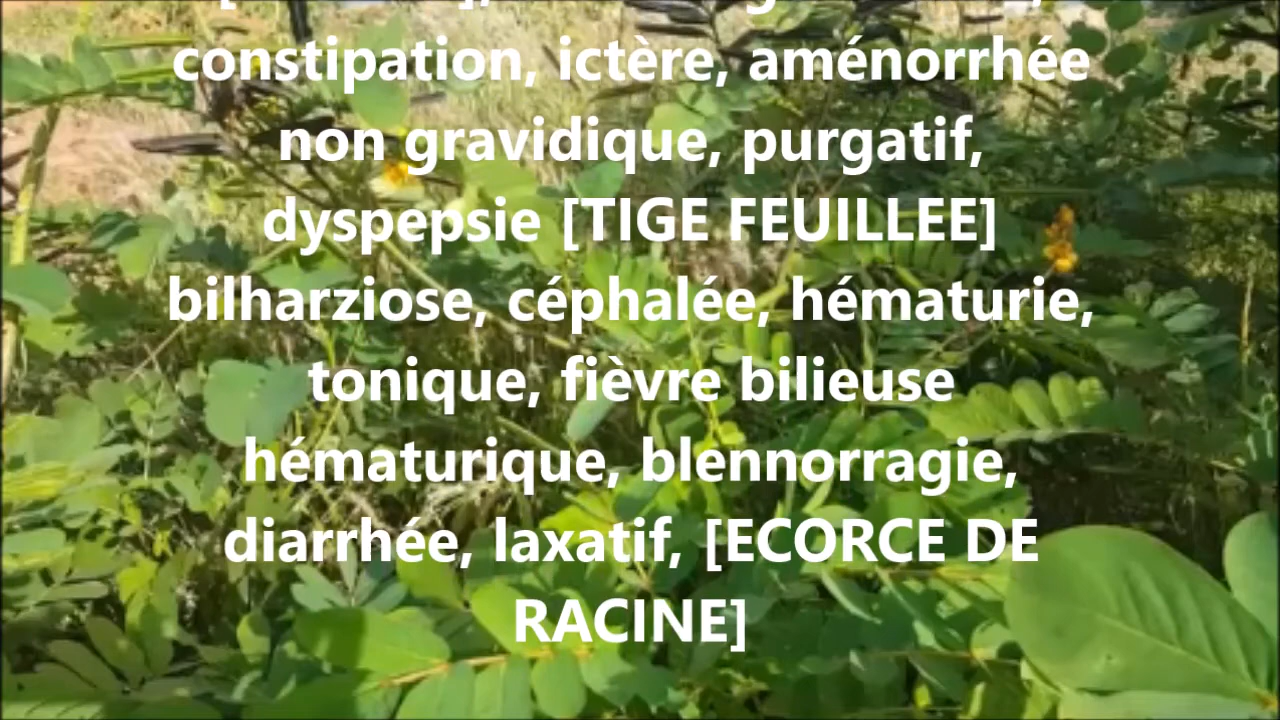 constipation, ictère, aménorrhée
non gravidique, purgatif,
dyspepsie [TIGE FEUILLEE]
bilharziose, céphalée, hématurie,
tonique, fièvre bilieuse
hématurique, blennorragie,
diarrhée, laxatif, [ECORCE DE
RACINE]